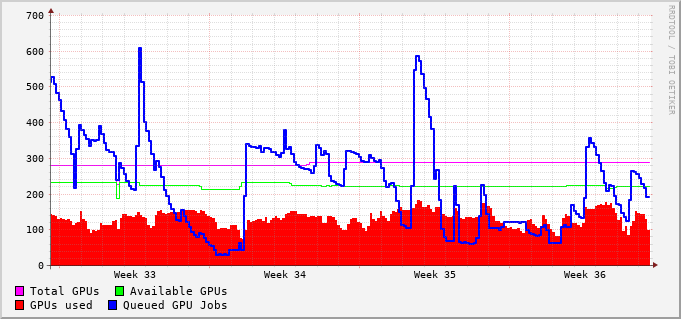 RRDTOOL / TOBI OETIKER
700
600
500
400
300
200
100
0
Week 33 Week 34 Week 35 Week 36
Total GPUs Available GPUs
GPUs used Queued GPU Jobs